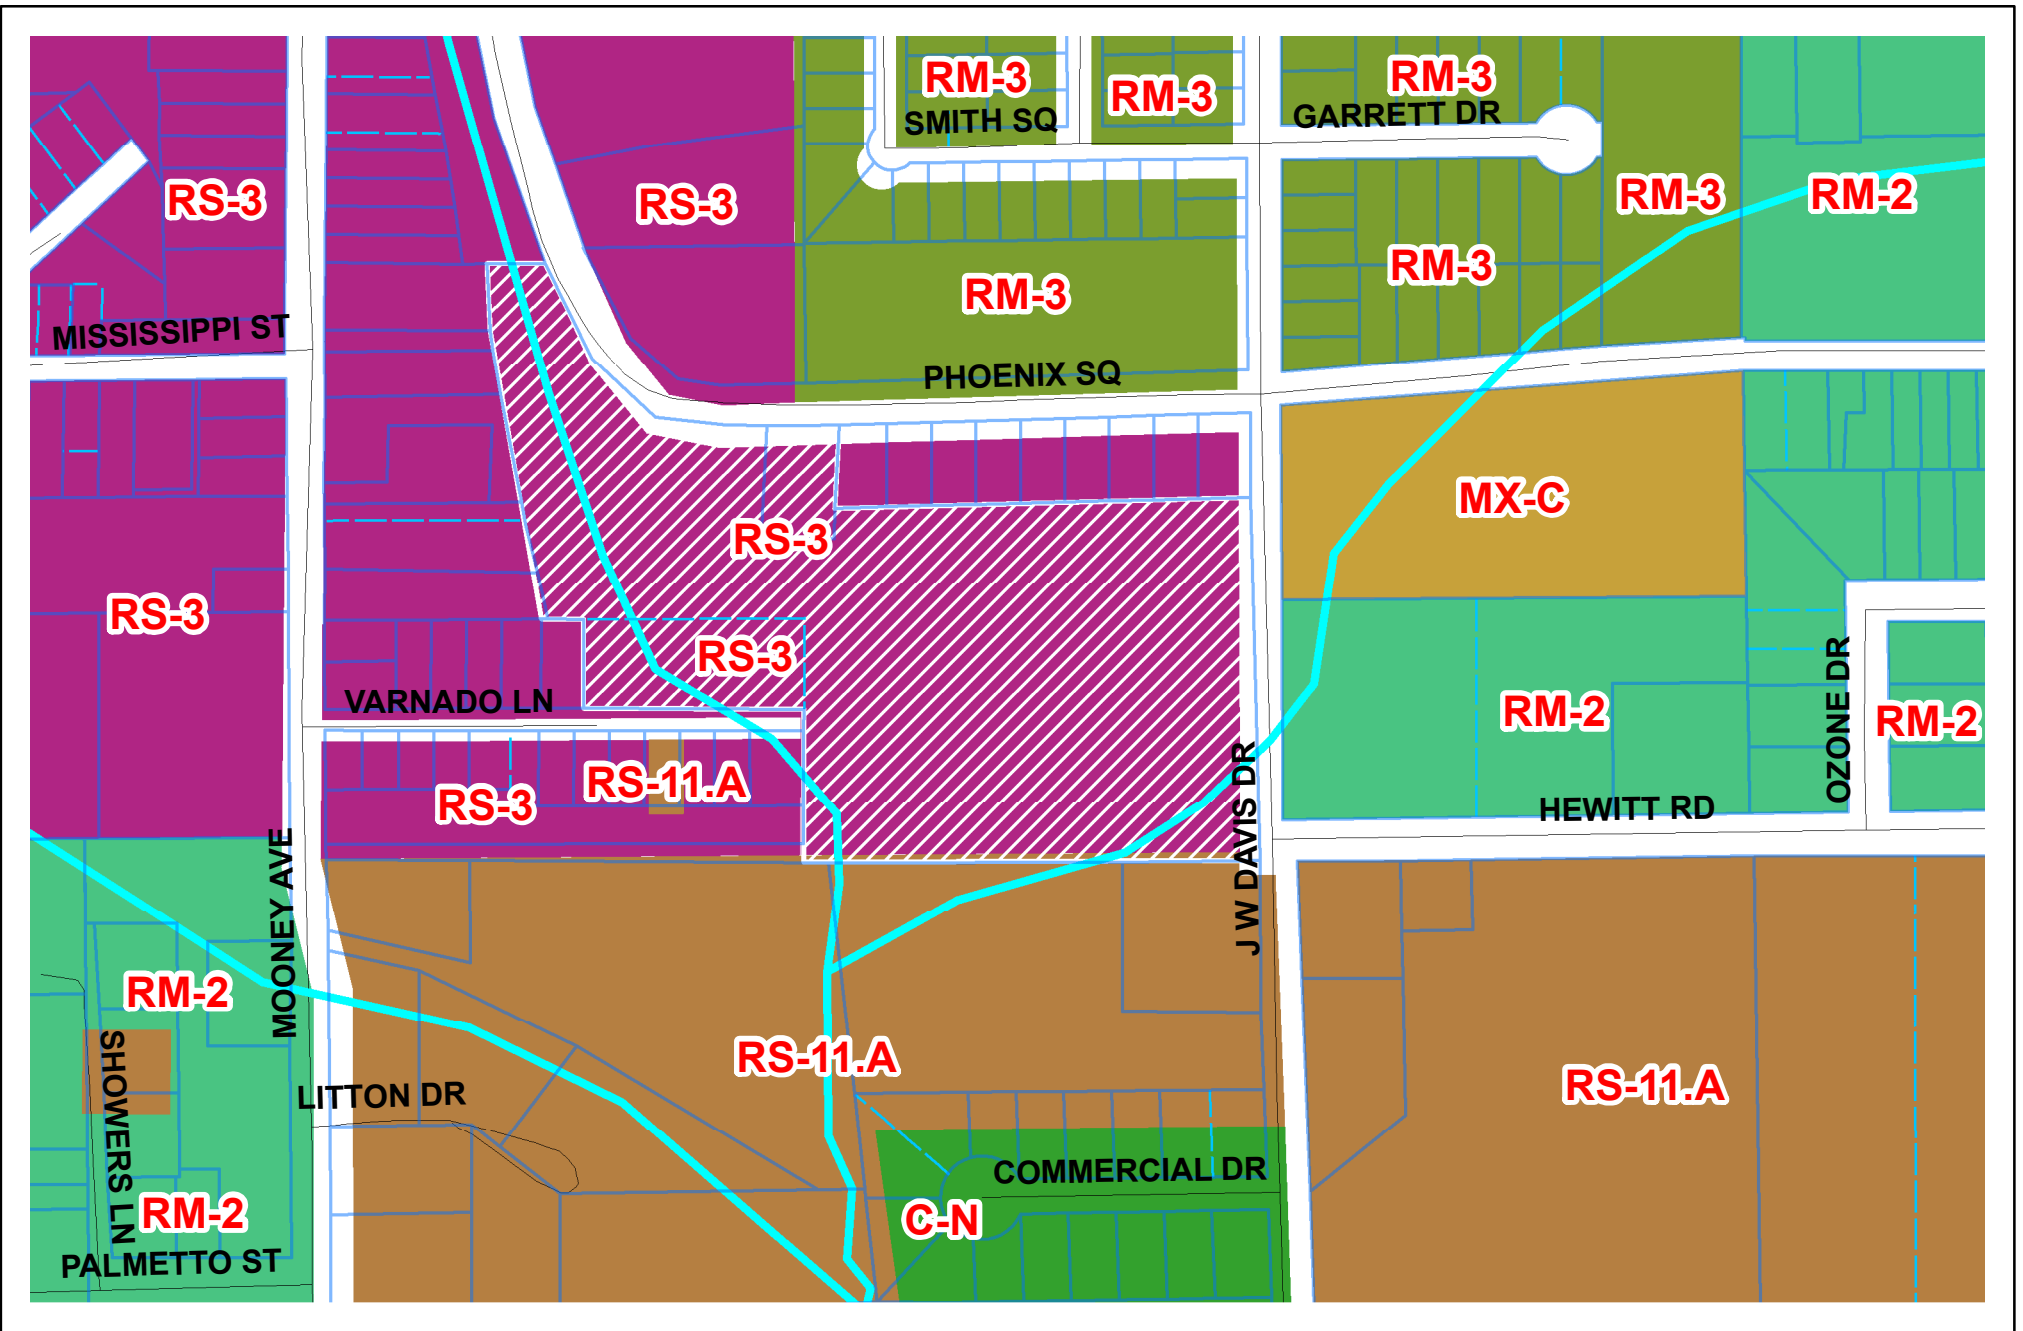 RM-3
RM-3
RM-3
SMITH SQ
GARRETT DR
RS-3
RS-3
RM-3
RM-2
RM-3
RM-3
MISSISSIPPI ST
PHOENIX SQ
MX-C
RS-3
RS-3
RS-3
VARNADO LN
RM-2
OZONE DR
RM-2
RS-11.A
RS-3
HEWITT RD
J W DAVIS DR
MOONEY AVE
RM-2
RS-11.A
RS-11.A
LITTON DR
SHOWERS LN
COMMERCIAL DR
RM-2
C-N
PALMETTO ST